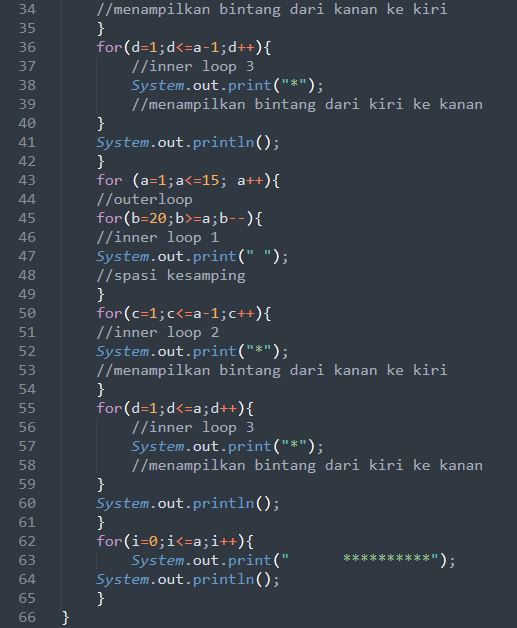 34 //menampilkan bintang dari kanan ke kiri
35 }
36 for(d=1;d<=a-1;d++){
37 //inner loop 3
38 System.out.print("*");
39 //menampilkan bintang dari kiri ke kanan
40 }
41 System.out.println();
42 }
43 for (a=1;a<=15; a++){
44 //outerloop
45 for(b=20;b>=a;b--){
46 //inner loop 1
47 System.out.print(" ");
48 //spasi kesamping
49 }
50 for(c=1;c<=a-1;c++){
51 //inner loop 2
52 System.out.print("*");
53 //menampilkan bintang dari kanan ke kiri
54 }
55 for(d=1;d<=a;d++){
56 //inner loop 3
57 System.out.print("*");
58 //menampilkan bintang dari kiri ke kanan
59 }
60 System.out.println();
61 }
62 for(i=0;i<=a;i++){
63 System.out.print("      **********");
64 System.out.println();
65 }
66 }